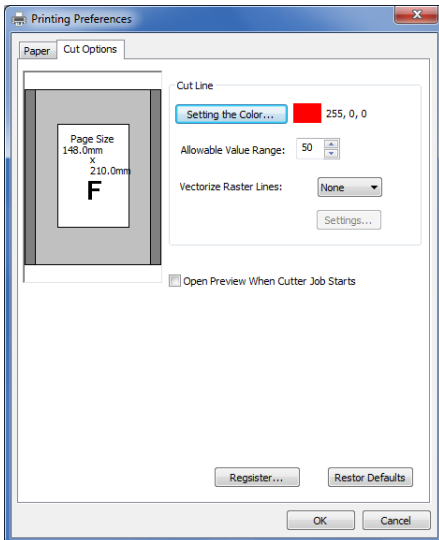 Printing Preferences
Paper Cut Options
Page Size
148.0mm
x
210.0mm
F
Cut Line
Setting the Color... 255, 0, 0
Allowable Value Range: 50
Vectorize Raster Lines: None
Settings...
Open Preview When Cutter Job Starts
Regsister... Restor Defaults
OK Cancel